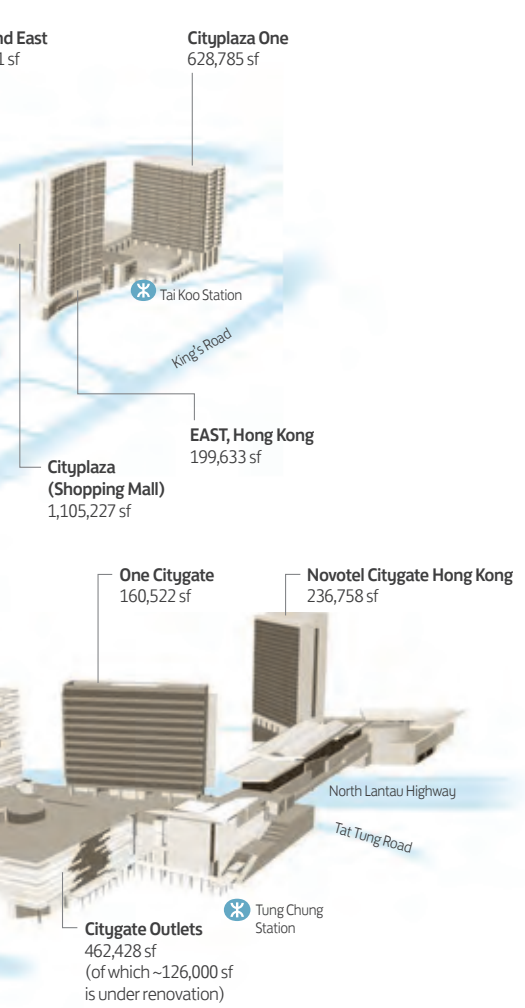 nd East
1 sf
Cityplaza One
628,785 sf
Tai Koo Station
King's Road
EAST, Hong Kong
199,633 sf
Cityplaza
(Shopping Mall)
1,105,227 sf
One Citygate
160,522 sf
Novotel Citygate Hong Kong
236,758 sf
North Lantau Highway
Tat Tung Road
Tung Chung
Station
Citygate Outlets
462,428 sf
(of which ~126,000 sf
is under renovation)